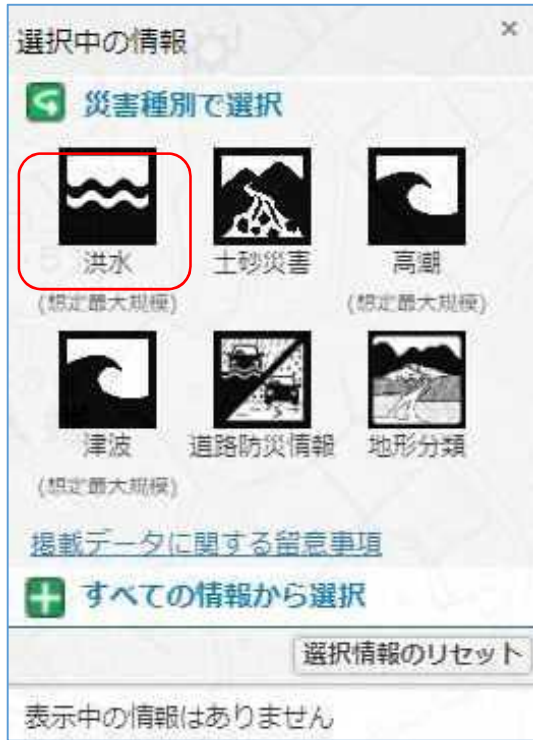 選択中の情報 ×
災害種別で選択
洪水 土砂災害 高潮
(想定最大規模) (想定最大規模)
津波 道路防災情報 地形分類
(想定最大規模)
掲載データに関する留意事項
すべての情報から選択
選択情報のリセット
表示中の情報はありません